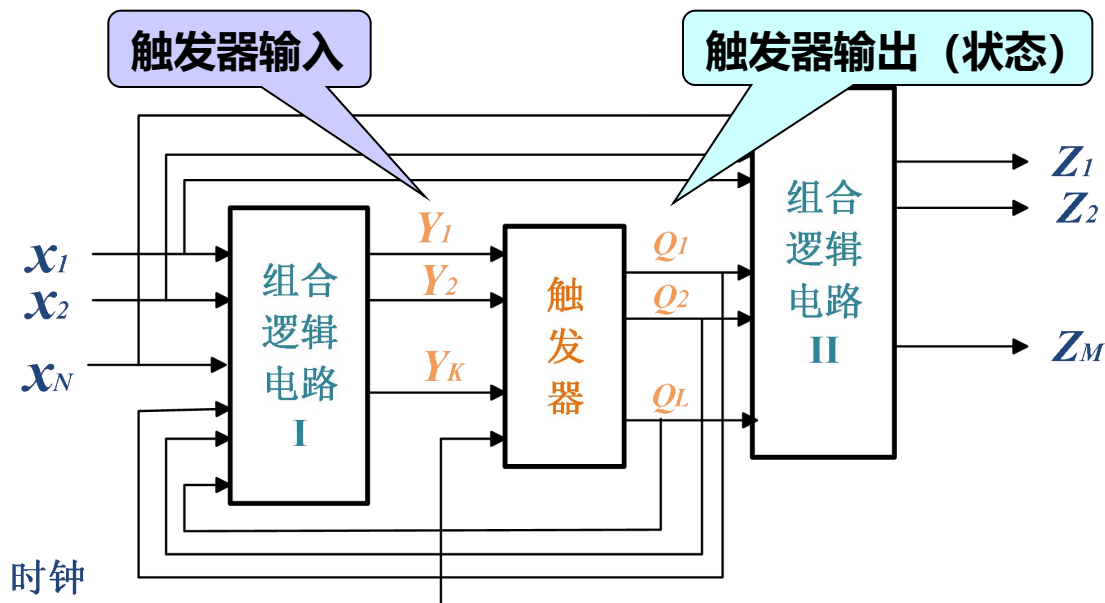 触发器输入
触发器输出（状态）
x1
x2
xN
组合
逻辑
电路
I
Y1
Y2
YK
触
发
器
Q1
Q2
QL
组合
逻辑
电路
II
Z1
Z2
ZM
时钟